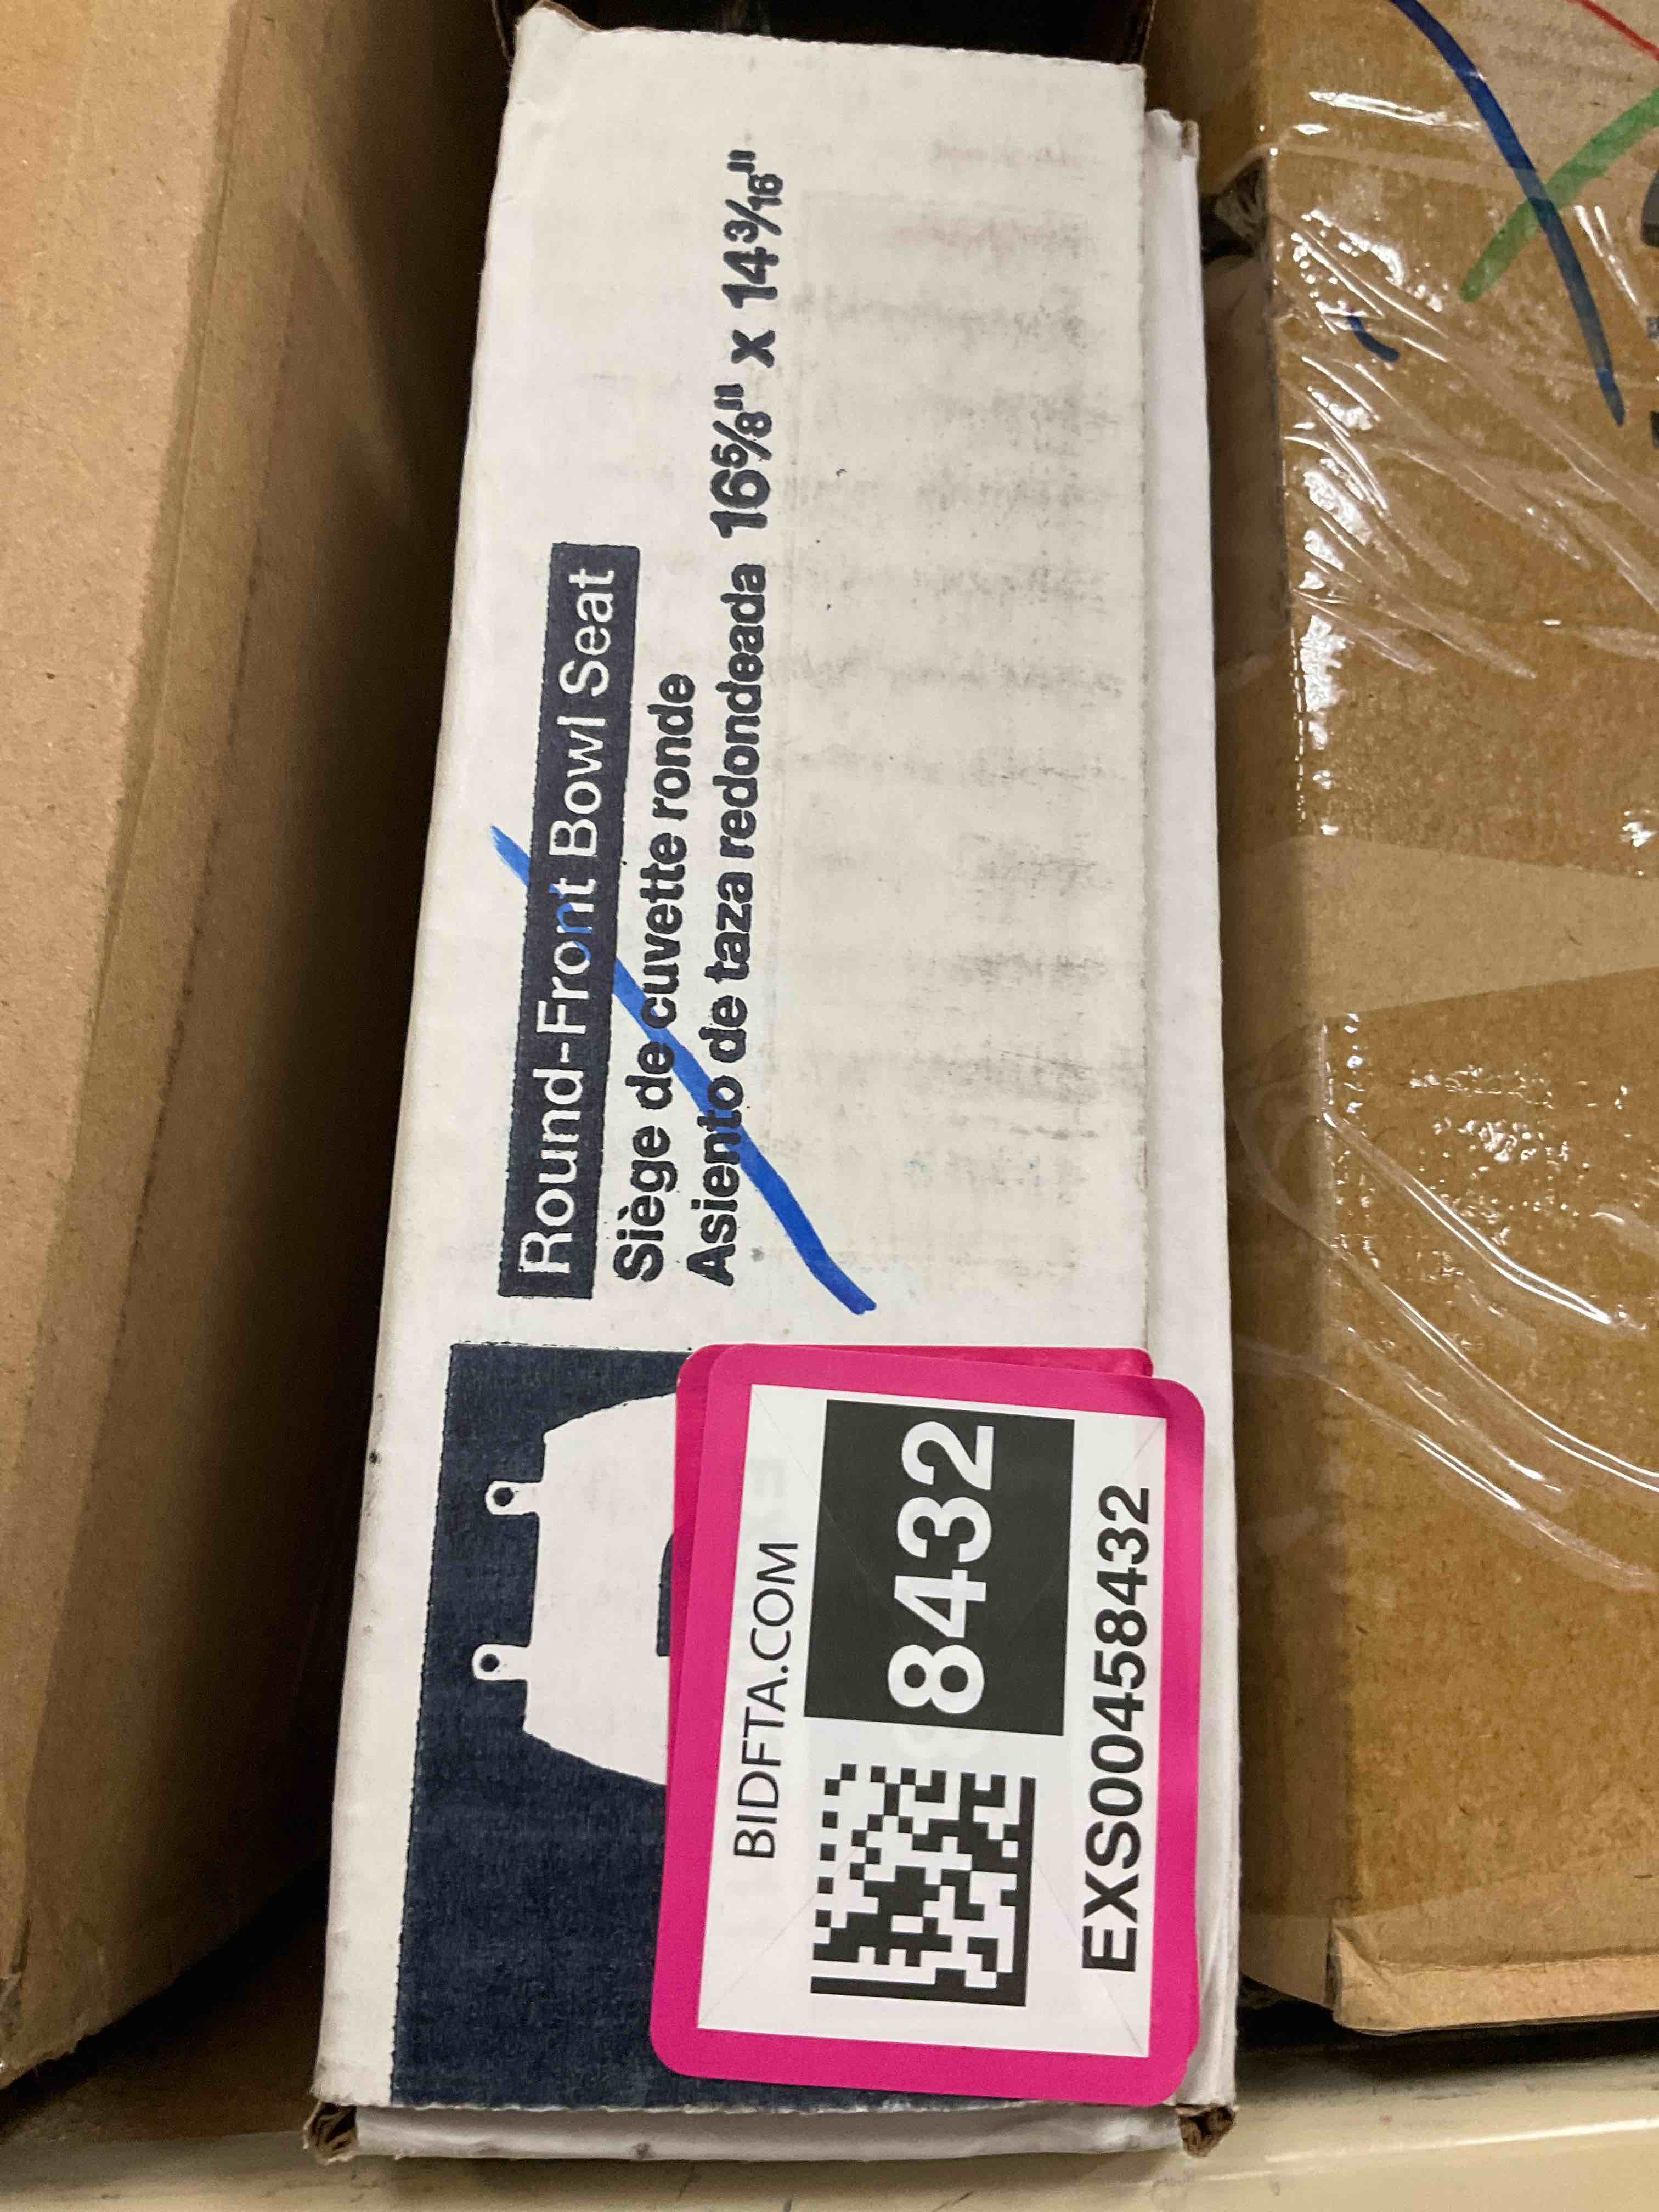 Round-Front Bowl Seat
Siège de cuvette ronde
Asiento de taza redondeada 16⅝" x 14³⁄₁₆"
BIDFTA.COM
8432
EXS00458432